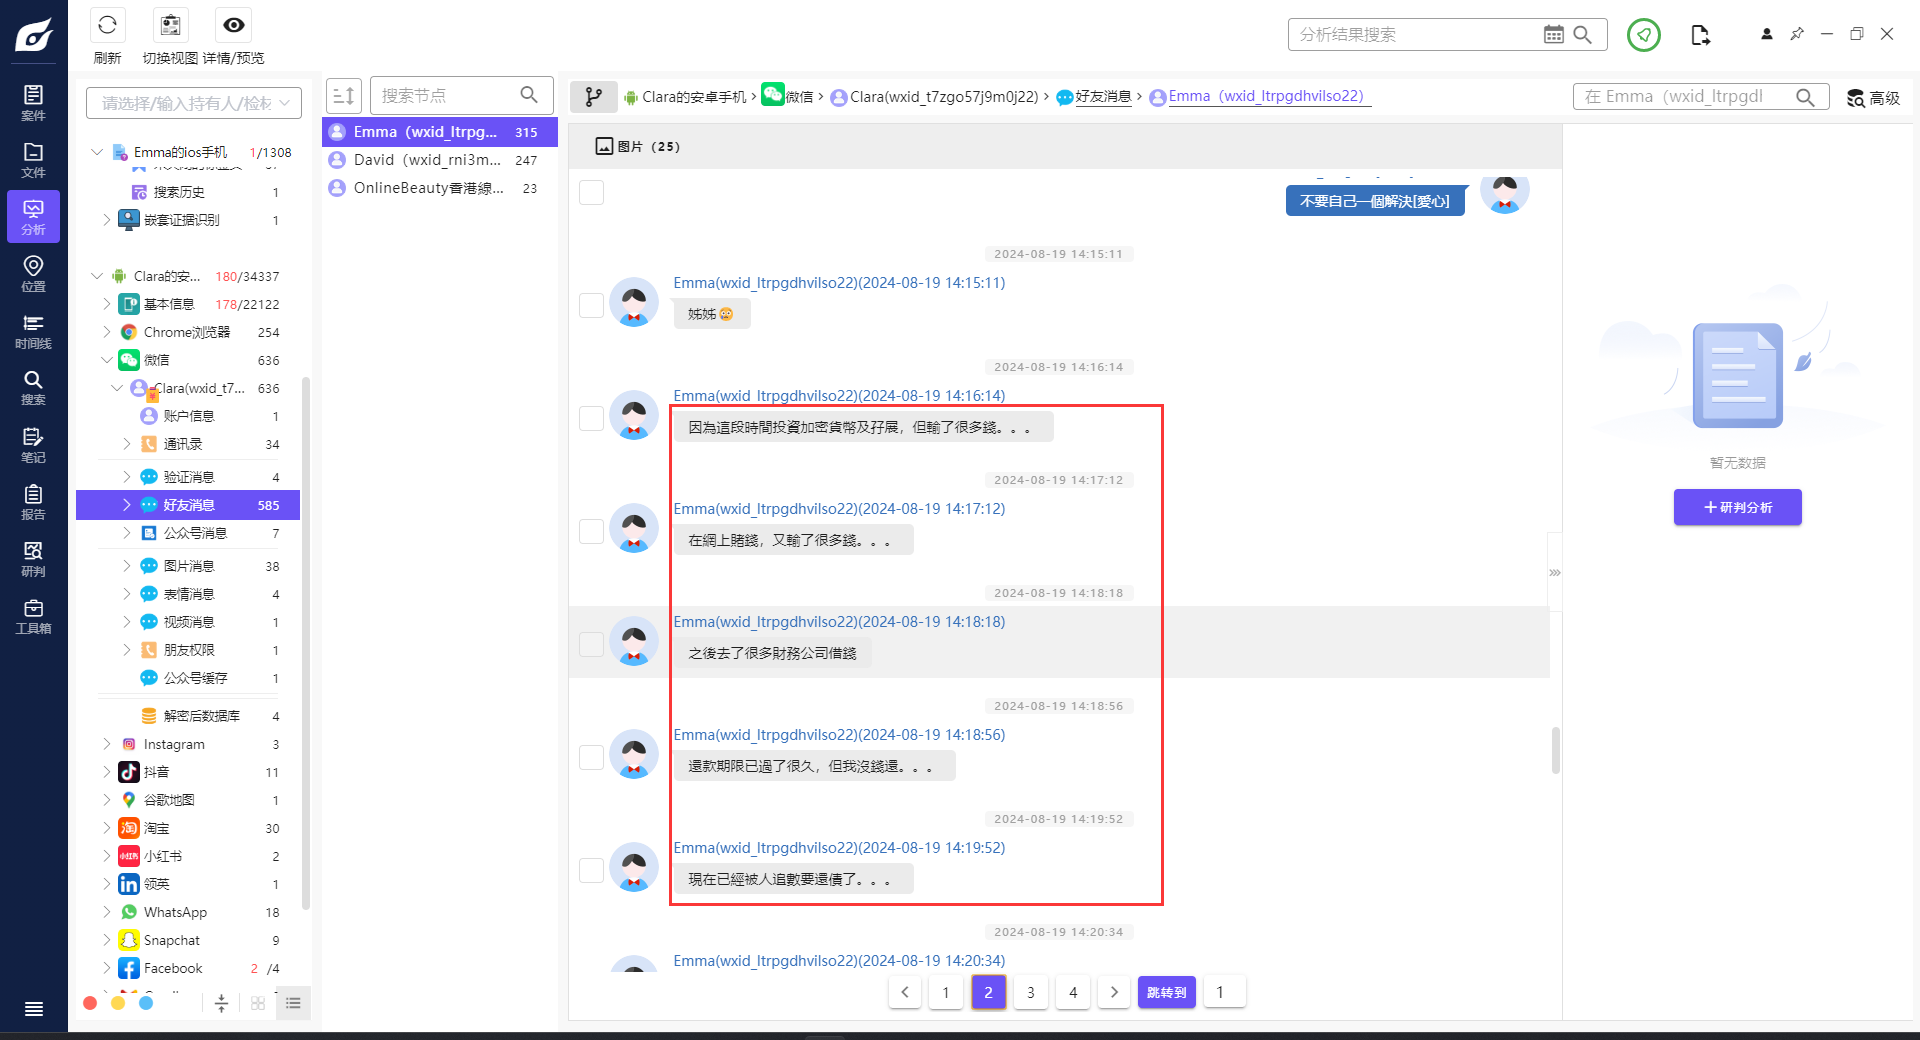 刷新
切换视图
详情/预览
分析结果搜索
案件
文件
分析
位置
时间线
搜索
笔记
报告
研判
工具箱
请选择/输入持有人/检材
Emma的ios手机 1/1308
搜索历史 1
嵌套证据识别 1
Clara的安... 180/34337
基本信息 178/22122
Chrome浏览器 254
微信 636
Clara(wxid_t7... 636
账户信息 1
通讯录 34
验证消息 4
好友消息 585
公众号消息 7
图片消息 38
表情消息 4
视频消息 1
朋友权限 1
公众号缓存 1
解密后数据库 4
Instagram 3
抖音 11
谷歌地图 1
淘宝 30
小红书 2
领英 1
WhatsApp 18
Snapchat 9
Facebook 2 /4
搜索节点
Emma（wxid_ltrpg... 315
David（wxid_rni3m... 247
OnlineBeauty香港線... 23
Clara的安卓手机 > 微信 > Clara(wxid_t7zgo57j9m0j22) > 好友消息 > Emma（wxid_ltrpgdhvilso22）
在 Emma（wxid_ltrpgdl
高级
图片（25）
不要自己一個解決[愛心]
2024-08-19 14:15:11
Emma(wxid_ltrpgdhvilso22)(2024-08-19 14:15:11)
姊姊😳
2024-08-19 14:16:14
Emma(wxid_ltrpgdhvilso22)(2024-08-19 14:16:14)
因為這段時間投資加密貨幣及孖展，但輸了很多錢。。。
2024-08-19 14:17:12
Emma(wxid_ltrpgdhvilso22)(2024-08-19 14:17:12)
在網上賭錢，又輸了很多錢。。。
2024-08-19 14:18:18
Emma(wxid_ltrpgdhvilso22)(2024-08-19 14:18:18)
之後去了很多財務公司借錢
2024-08-19 14:18:56
Emma(wxid_ltrpgdhvilso22)(2024-08-19 14:18:56)
還款期限已過了很久，但我沒錢還。。。
2024-08-19 14:19:52
Emma(wxid_ltrpgdhvilso22)(2024-08-19 14:19:52)
現在已經被人追數要還債了。。。
2024-08-19 14:20:34
Emma(wxid_ltrpgdhvilso22)(2024-08-19 14:20:34)
1 2 3 4 跳转到 1
暂无数据
研判分析